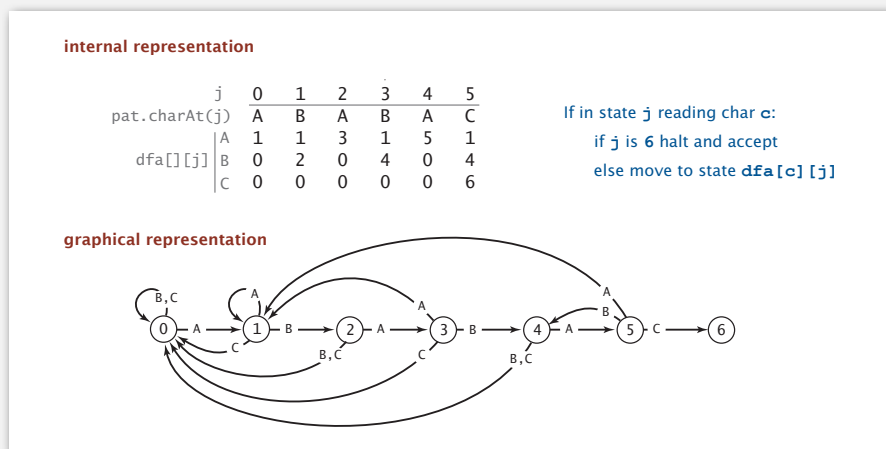 internal representation
j 0 1 2 3 4 5
pat.charAt(j) A B A B A C
A 1 1 3 1 5 1
dfa[][j] B 0 2 0 4 0 4
C 0 0 0 0 0 6
If in state j reading char c:
if j is 6 halt and accept
else move to state dfa[c][j]
graphical representation
A
B,C A A B
0 A 1 B 2 A 3 B 4 A 5 C 6
C B,C C B,C